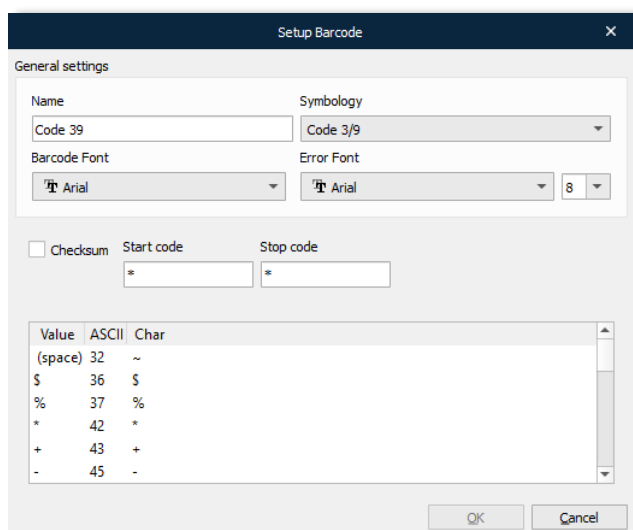 Setup Barcode
General settings
Name Symbology
Code 39 Code 3/9
Barcode Font Error Font
Arial Arial 8
Checksum Start code Stop code
* *
Value ASCII Char
(space) 32 ~
$ 36 $
% 37 %
* 42 *
+ 43 +
- 45 -
OK Cancel